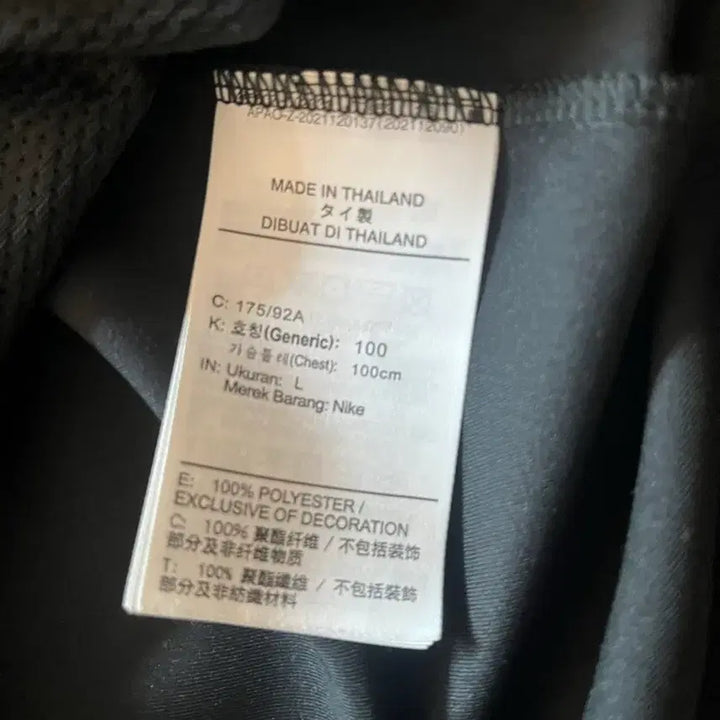 APAO-Z-2021120137(202112090)
MADE IN THAILAND
タイ製
DIBUAT DI THAILAND
C: 175/92A
K: 호칭(Generic): 100
가슴둘레(Chest): 100cm
IN: Ukuran: L
Merek Barang: Nike
E: 100% POLYESTER /
EXCLUSIVE OF DECORATION
C: 100% 聚酯纤维 / 不包括装饰
部分及非纤维物质
T: 100% 聚酯纖維 / 不包括裝飾
部分及非紡織材料